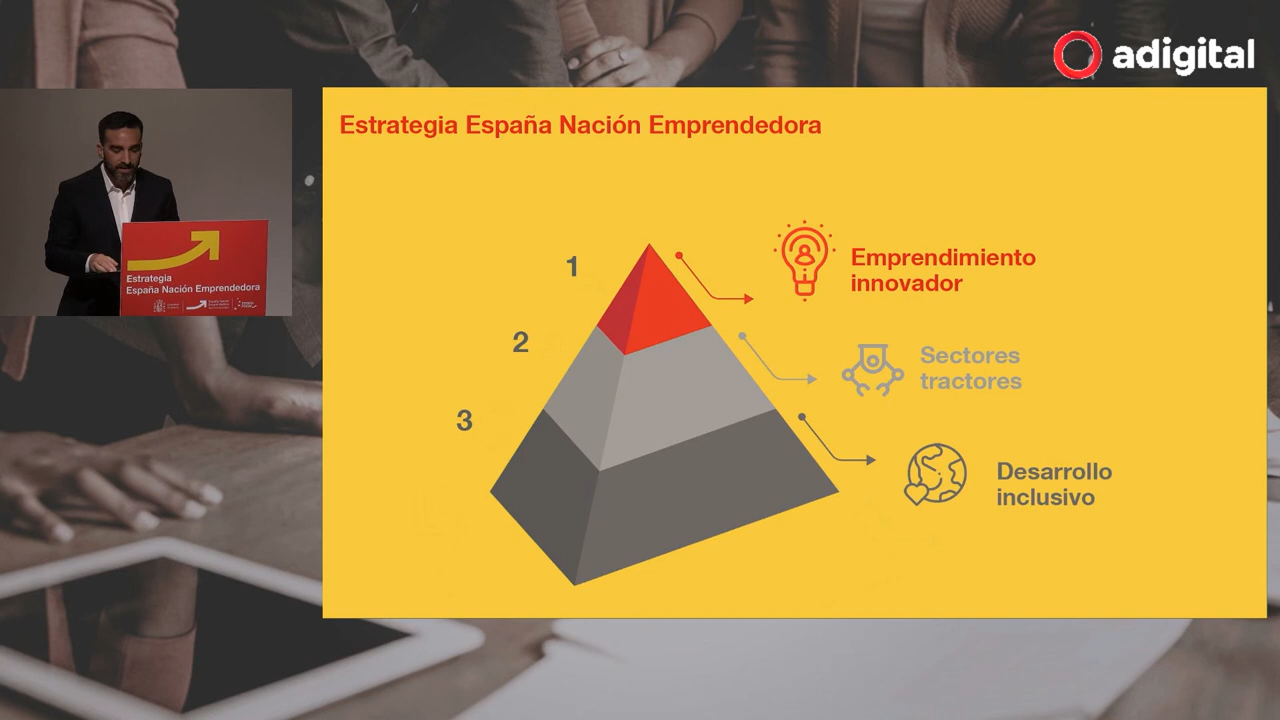 adigital
Estrategia España Nación Emprendedora
1
Emprendimiento
innovador
2
Sectores
tractores
3
Desarrollo
inclusivo
Estrategia
España Nación Emprendedora